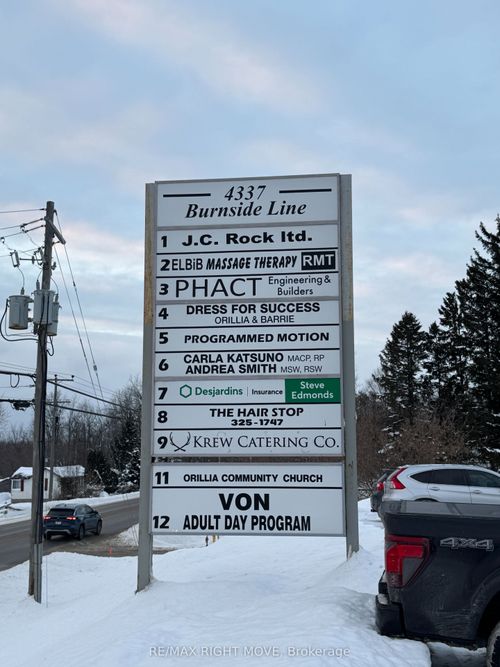 4337
Burnside Line
1 J.C. Rock ltd.
2 ELBiB MASSAGE THERAPY RMT
3 PHACT Engineering &
Builders
4 DRESS FOR SUCCESS
ORILLIA & BARRIE
5 PROGRAMMED MOTION
6 CARLA KATSUNO MACP, RP
ANDREA SMITH MSW, RSW
7 Desjardins Insurance Steve
Edmonds
8 THE HAIR STOP
325-1747
9 KREW CATERING CO.
11 ORILLIA COMMUNITY CHURCH
VON
12 ADULT DAY PROGRAM
4X4
RE/MAX RIGHT MOVE, Brokerage